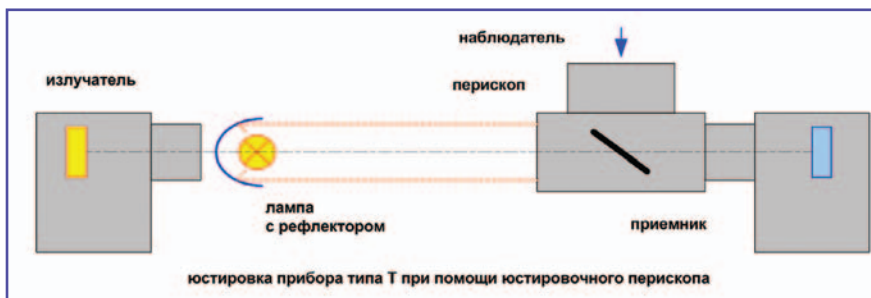 наблюдатель
излучатель
перископ
лампа
с рефлектором
приемник
юстировка прибора типа Т при помощи юстировочного перископа